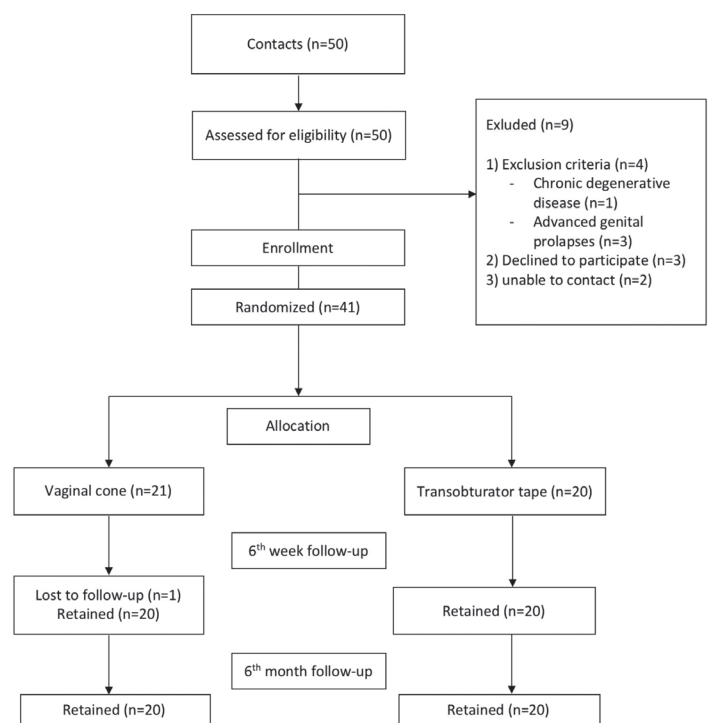 Contacts (n=50)
Assessed for eligibility (n=50)
Exluded (n=9)
1) Exclusion criteria (n=4)
- Chronic degenerative
disease (n=1)
- Advanced genital
prolapses (n=3)
2) Declined to participate (n=3)
3) unable to contact (n=2)
Enrollment
Randomized (n=41)
Allocation
Vaginal cone (n=21)
Transobturator tape (n=20)
6th week follow-up
Lost to follow-up (n=1)
Retained (n=20)
Retained (n=20)
6th month follow-up
Retained (n=20)
Retained (n=20)